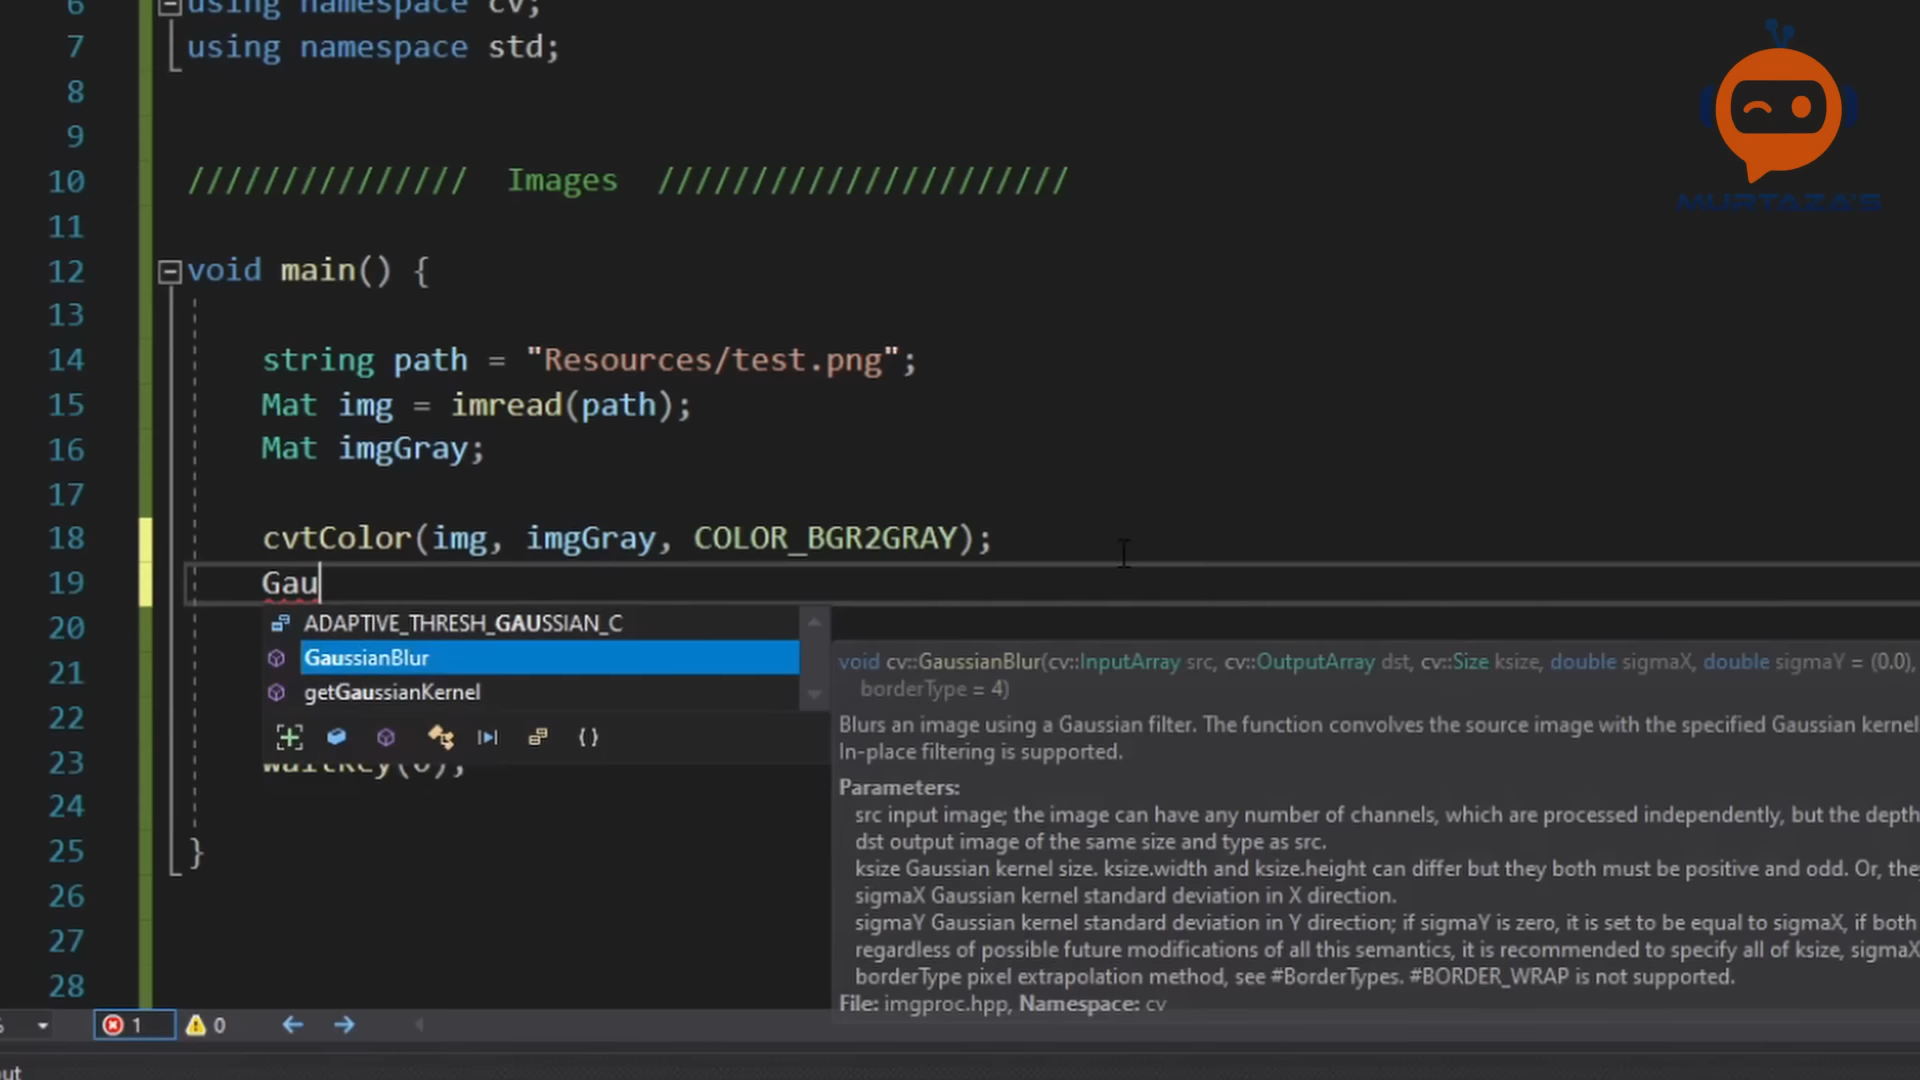 6 using namespace cv;
7 using namespace std;
8
9
10 /////////////// Images //////////////////////
11
12 void main() {
13
14 string path = "Resources/test.png";
15 Mat img = imread(path);
16 Mat imgGray;
17
18 cvtColor(img, imgGray, COLOR_BGR2GRAY);
19 Gau
20
21
22
23 waitKey(0);
24
25 }
26
27
28
ADAPTIVE_THRESH_GAUSSIAN_C
GaussianBlur
getGaussianKernel
void cv::GaussianBlur(cv::InputArray src, cv::OutputArray dst, cv::Size ksize, double sigmaX, double sigmaY = (0.0),
borderType = 4)
Blurs an image using a Gaussian filter. The function convolves the source image with the specified Gaussian kernel
In-place filtering is supported.
Parameters:
src input image; the image can have any number of channels, which are processed independently, but the depth
dst output image of the same size and type as src.
ksize Gaussian kernel size. ksize.width and ksize.height can differ but they both must be positive and odd. Or, they
sigmaX Gaussian kernel standard deviation in X direction.
sigmaY Gaussian kernel standard deviation in Y direction; if sigmaY is zero, it is set to be equal to sigmaX, if both
regardless of possible future modifications of all this semantics, it is recommended to specify all of ksize, sigmaX
borderType pixel extrapolation method, see #BorderTypes. #BORDER_WRAP is not supported.
File: imgproc.hpp, Namespace: cv
1 0
MURTAZA'S